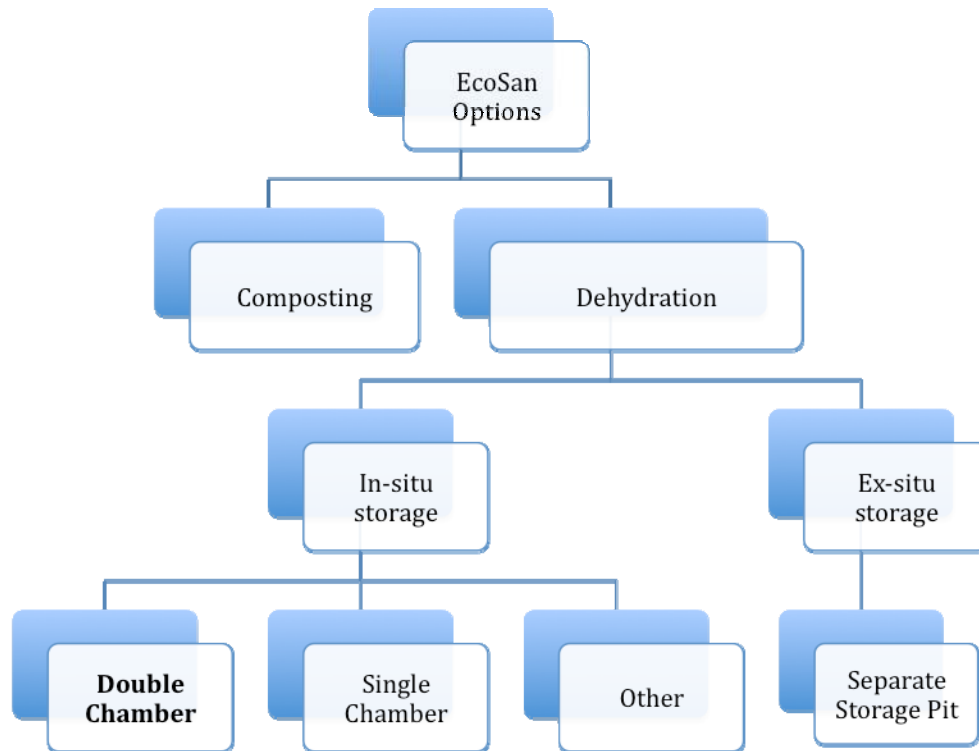 EcoSan
Options
Composting
Dehydration
In-situ
storage
Ex-situ
storage
Double
Chamber
Single
Chamber
Other
Separate
Storage Pit